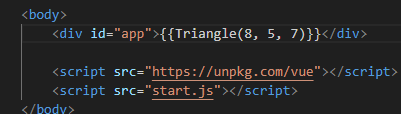 <body>
<div id="app">{{Triangle(8, 5, 7)}}</div>
<script src="https://unpkg.com/vue"></script>
<script src="start.js"></script>
</body>